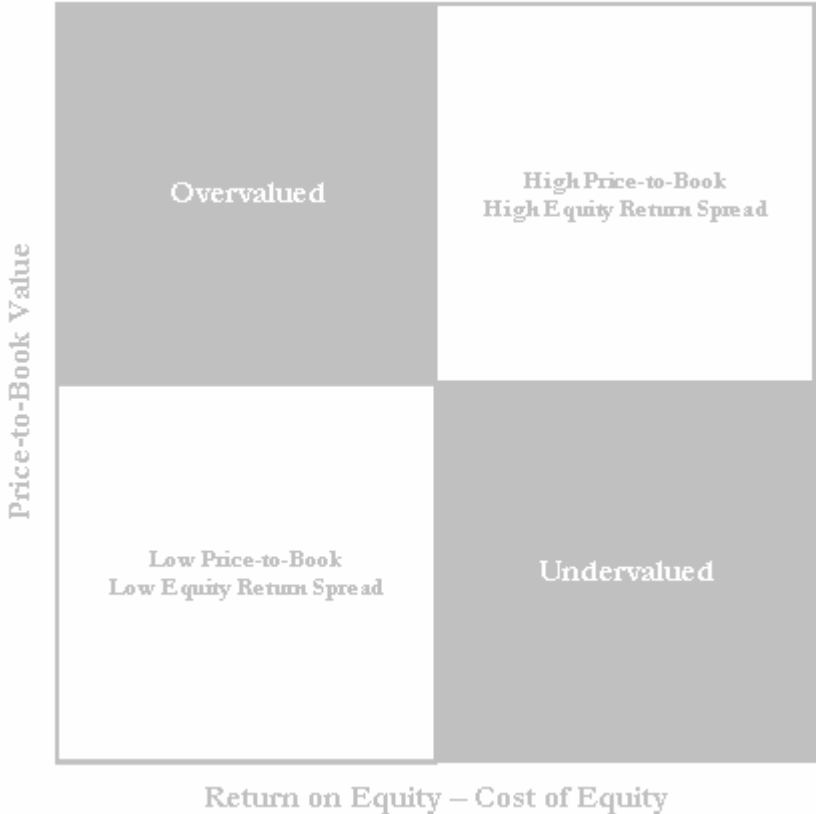 Overvalued
High Price-to-Book
High Equity Return Spread
Price-to-Book Value
Low Price-to-Book
Low Equity Return Spread
Undervalued
Return on Equity – Cost of Equity